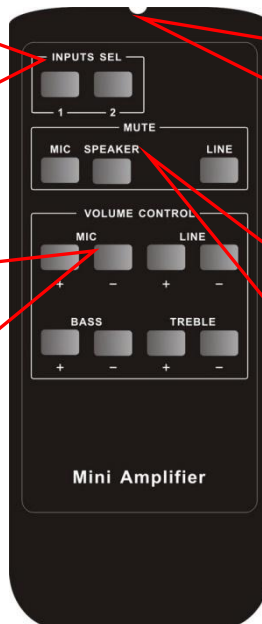 INPUTS SEL
1 2
MUTE
MIC SPEAKER LINE
VOLUME CONTROL
MIC LINE
+ − + −
BASS TREBLE
+ − + −
Mini Amplifier